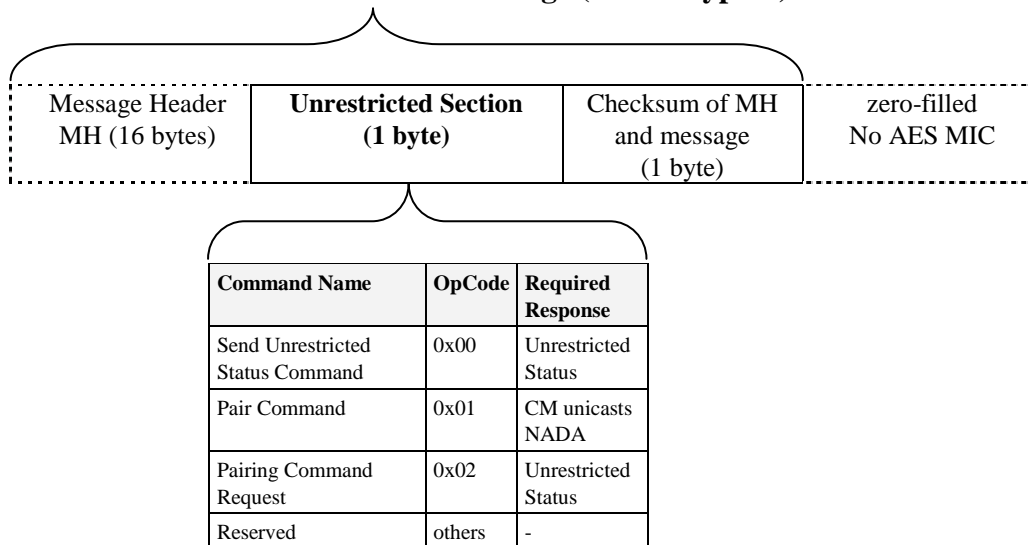 Message Header
MH (16 bytes)
Unrestricted Section
(1 byte)
Checksum of MH
and message
(1 byte)
zero-filled
No AES MIC
Command Name OpCode Required
Response
Send Unrestricted
Status Command
0x00
Unrestricted
Status
Pair Command
0x01
CM unicasts
NADA
Pairing Command
Request
0x02
Unrestricted
Status
Reserved others -